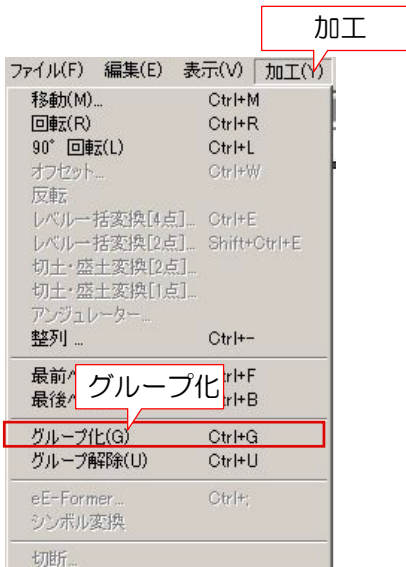 加工
ファイル(F) 編集(E) 表示(V) 加工(Y)
移動(M)... Ctrl+M
回転(R) Ctrl+R
90°回転(L) Ctrl+L
オフセット... Ctrl+W
反転
レベル一括変換[4点]... Ctrl+E
レベル一括変換[2点]... Shift+Ctrl+E
切土・盛土変換[2点]...
切土・盛土変換[1点]...
アンジュレーター...
整列 ... Ctrl+-
最前 rl+F
グループ化
最後 rl+B
グループ化(G) Ctrl+G
グループ解除(U) Ctrl+U
eE-Former... Ctrl+;
シンボル変換
切断...